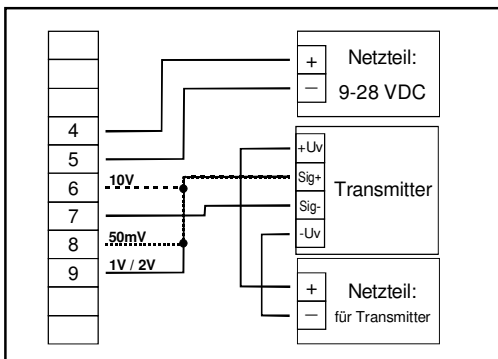 4
5
6
7
8
9
10V
50mV
1V / 2V
+
−
Netzteil:
9-28 VDC
+Uv
Sig+
Sig-
-Uv
Transmitter
+
−
Netzteil:
für Transmitter